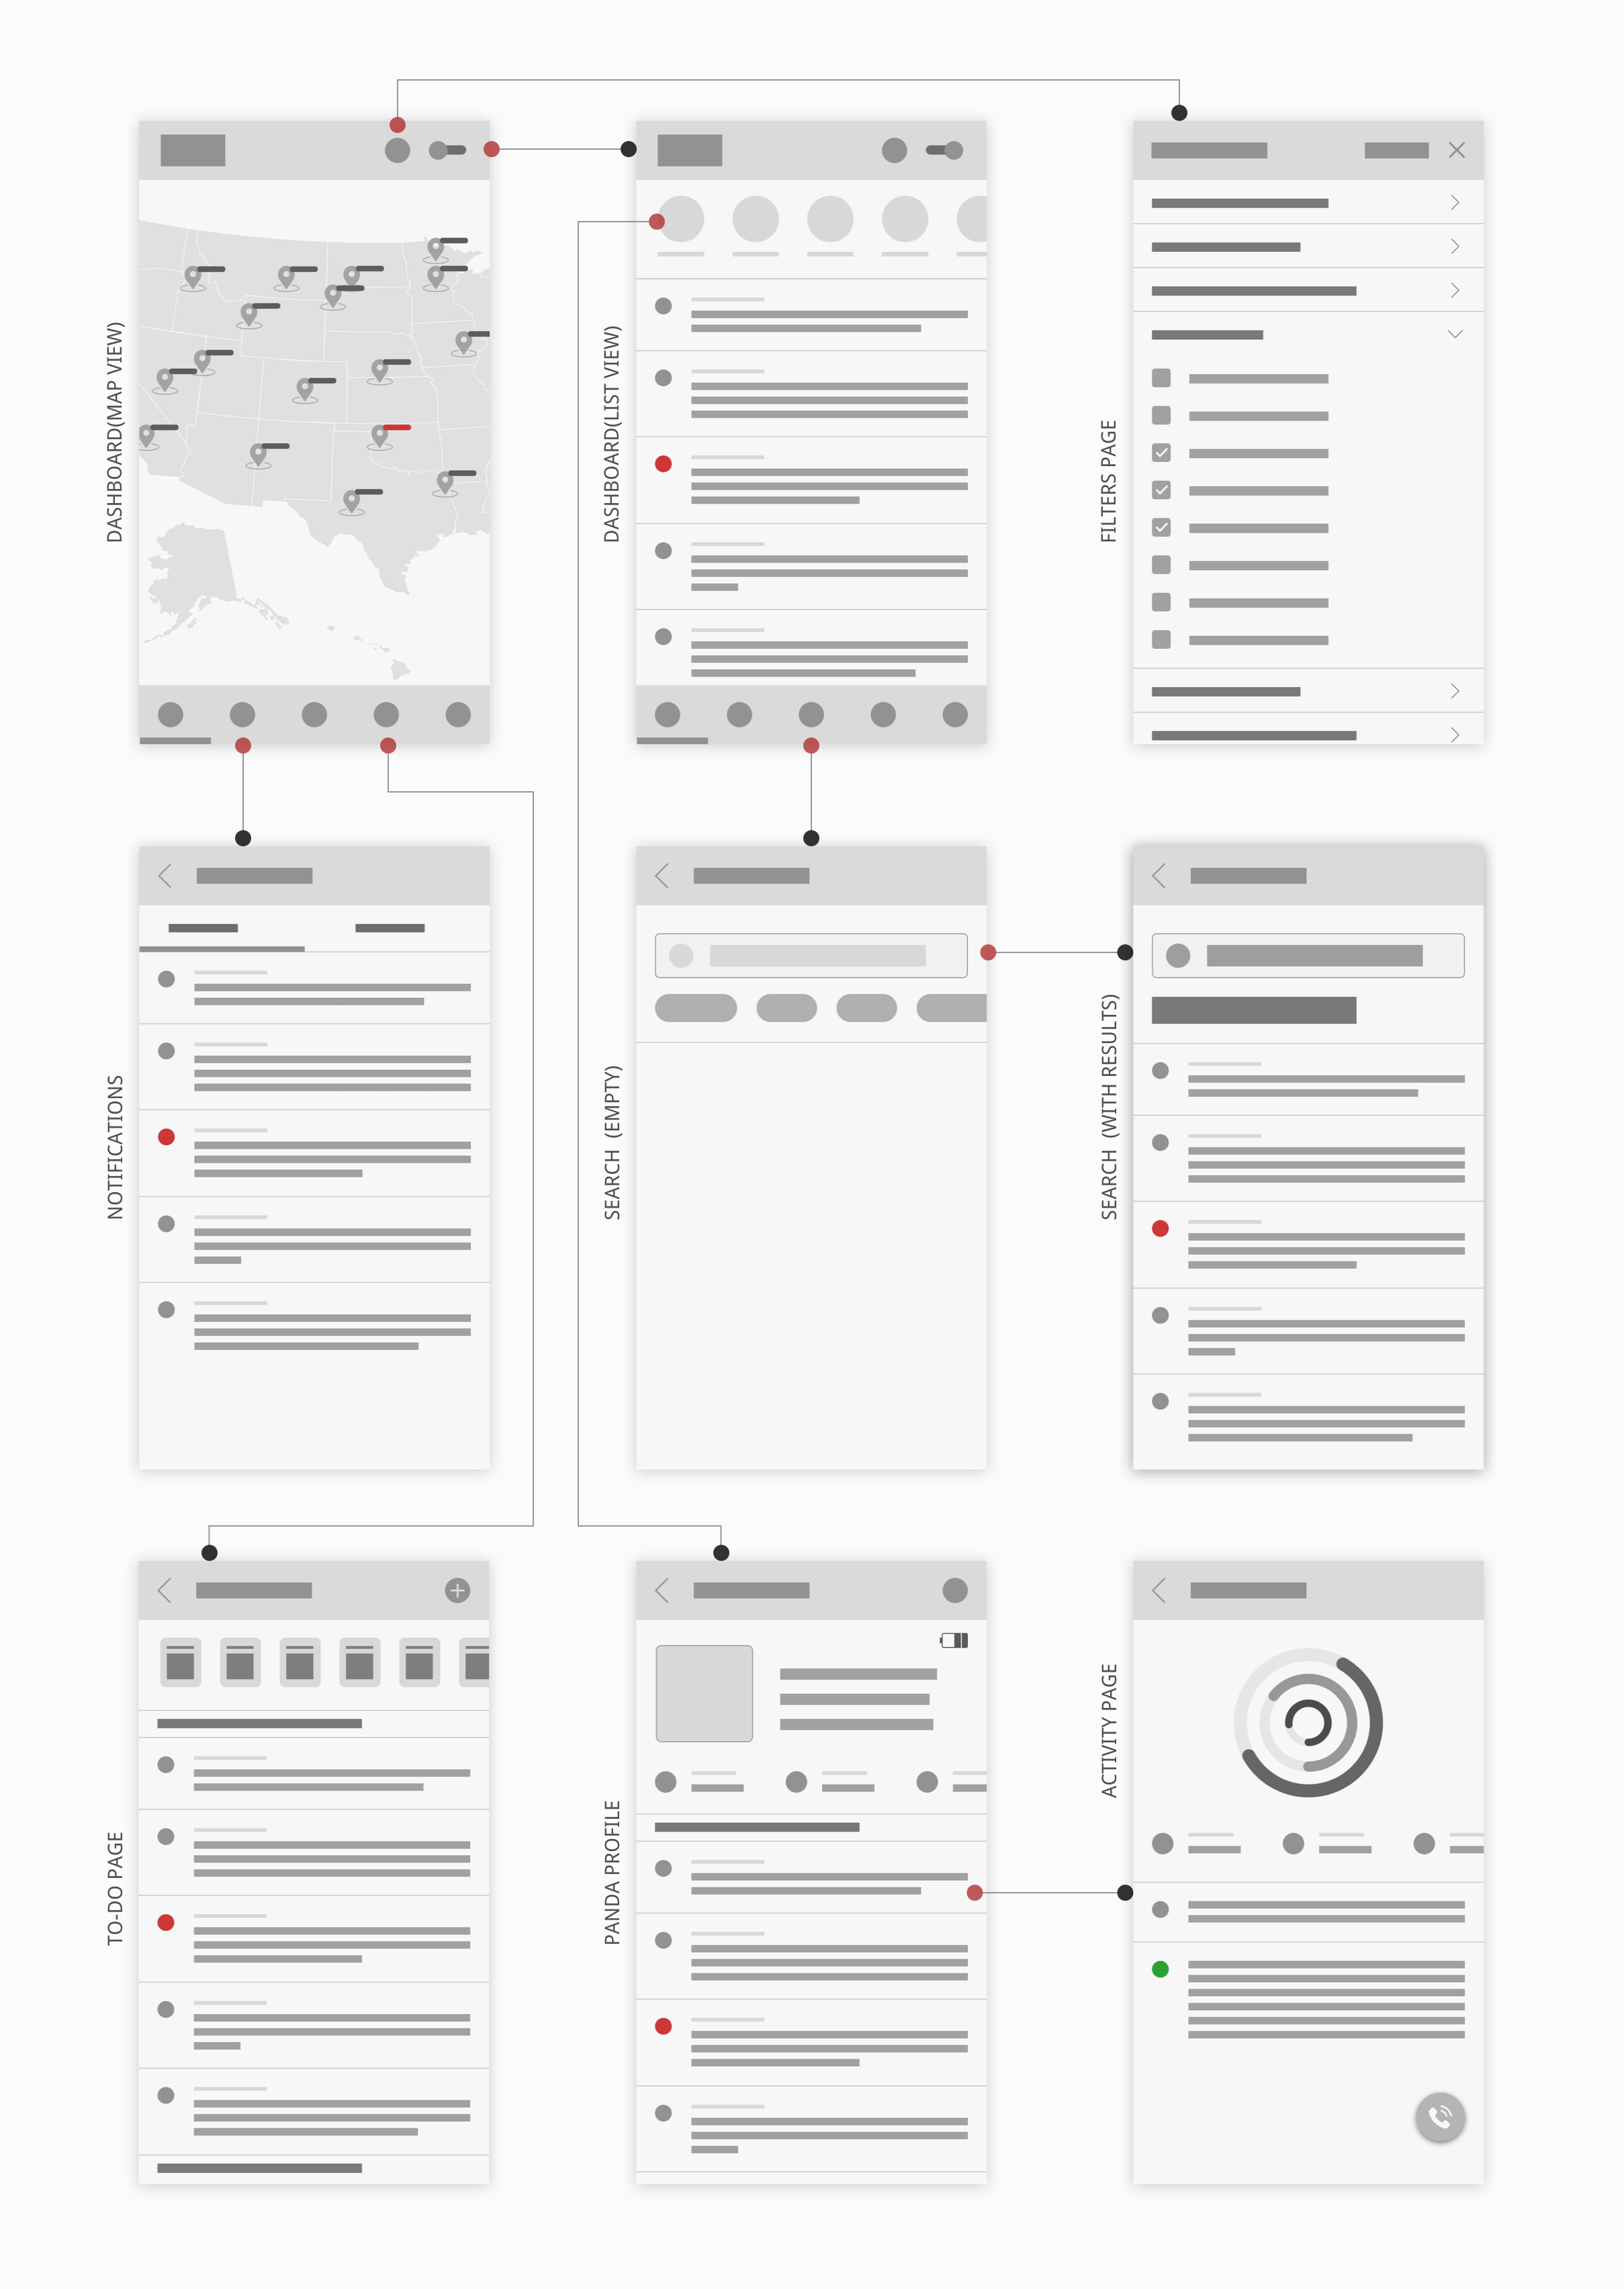 DASHBOARD(MAP VIEW)
DASHBOARD(LIST VIEW)
FILTERS PAGE
NOTIFICATIONS
SEARCH (EMPTY)
SEARCH (WITH RESULTS)
TO-DO PAGE
PANDA PROFILE
ACTIVITY PAGE